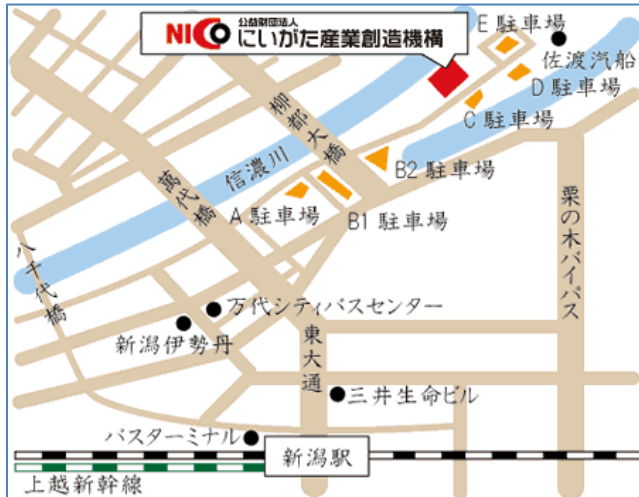 公益財団法人
NICO にいがた産業創造機構
E 駐車場
佐渡汽船
D 駐車場
C 駐車場
柳都大橋
B2 駐車場
信濃川
萬代橋
A 駐車場
B1 駐車場
栗の木バイパス
八千代橋
万代シティバスセンター
新潟伊勢丹
東大通
三井生命ビル
バスターミナル
新潟駅
上越新幹線